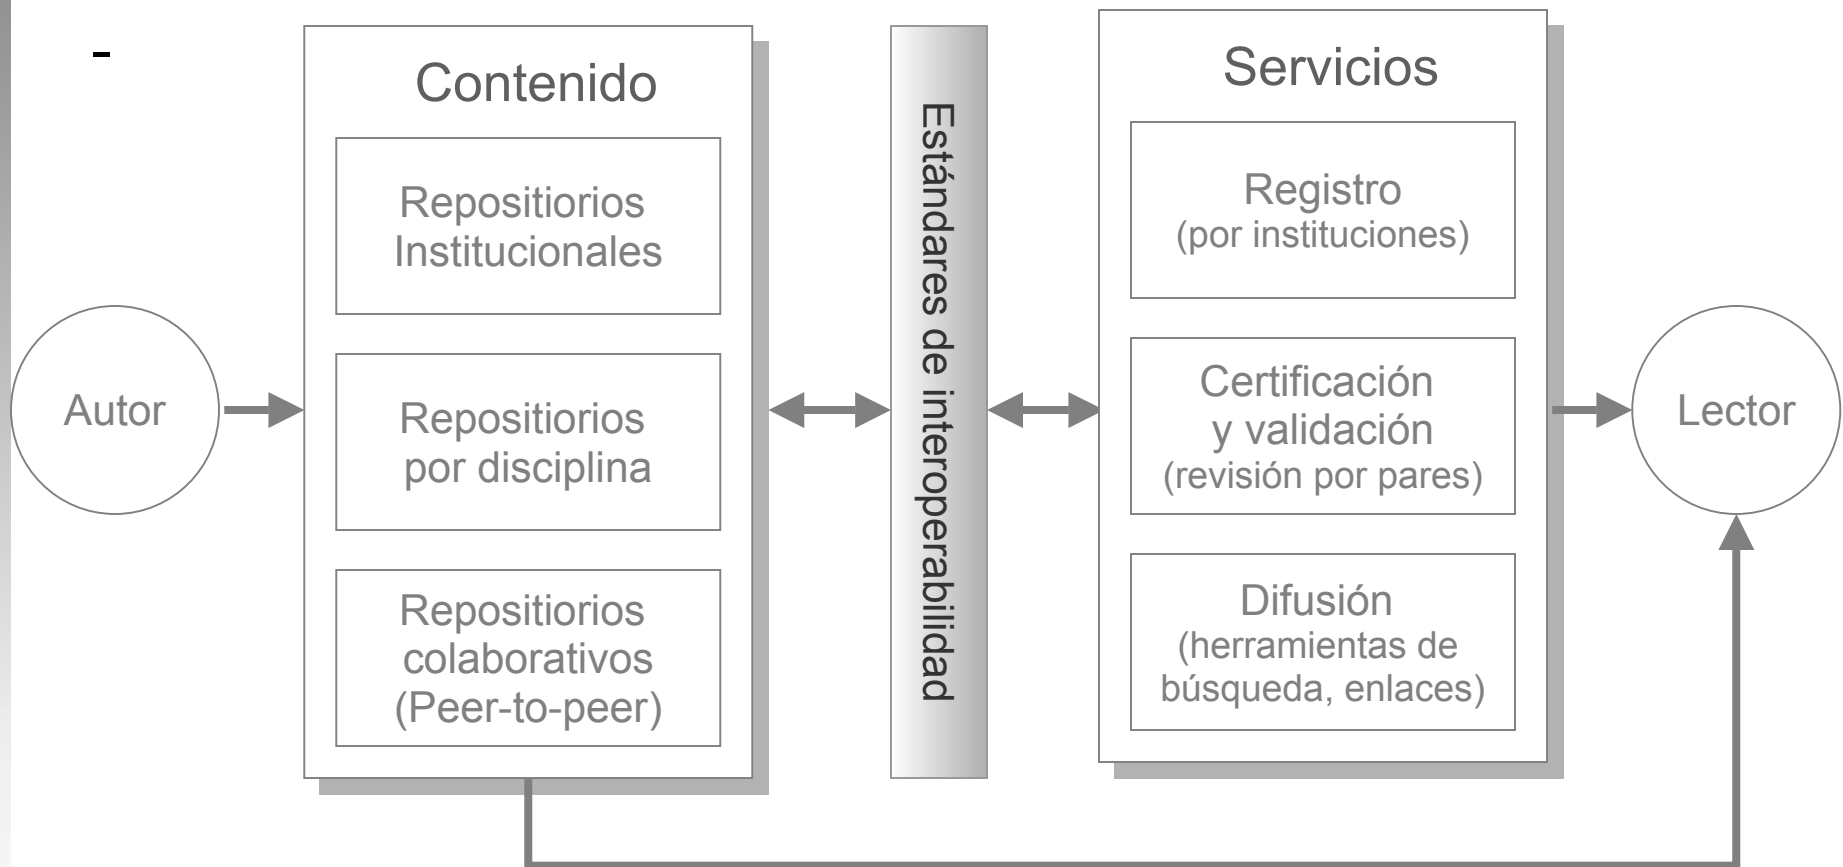 -
Contenido
Repositiorios
Institucionales
Repositiorios
por disciplina
Repositiorios
colaborativos
(Peer-to-peer)
Autor
Estándares de interoperabilidad
Servicios
Registro
(por instituciones)
Certificación
y validación
(revisión por pares)
Difusión
(herramientas de
búsqueda, enlaces)
Lector